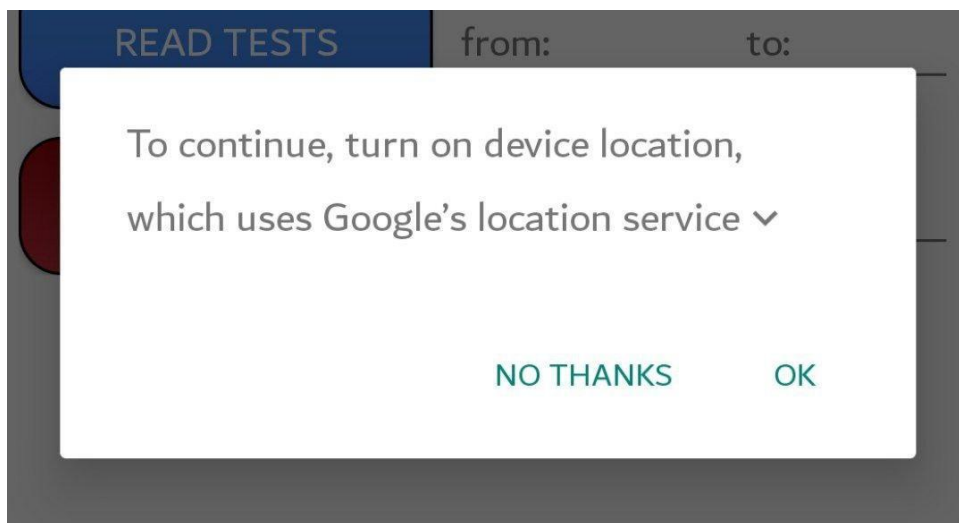 READ TESTS from: to:
To continue, turn on device location,
which uses Google’s location service
NO THANKS OK